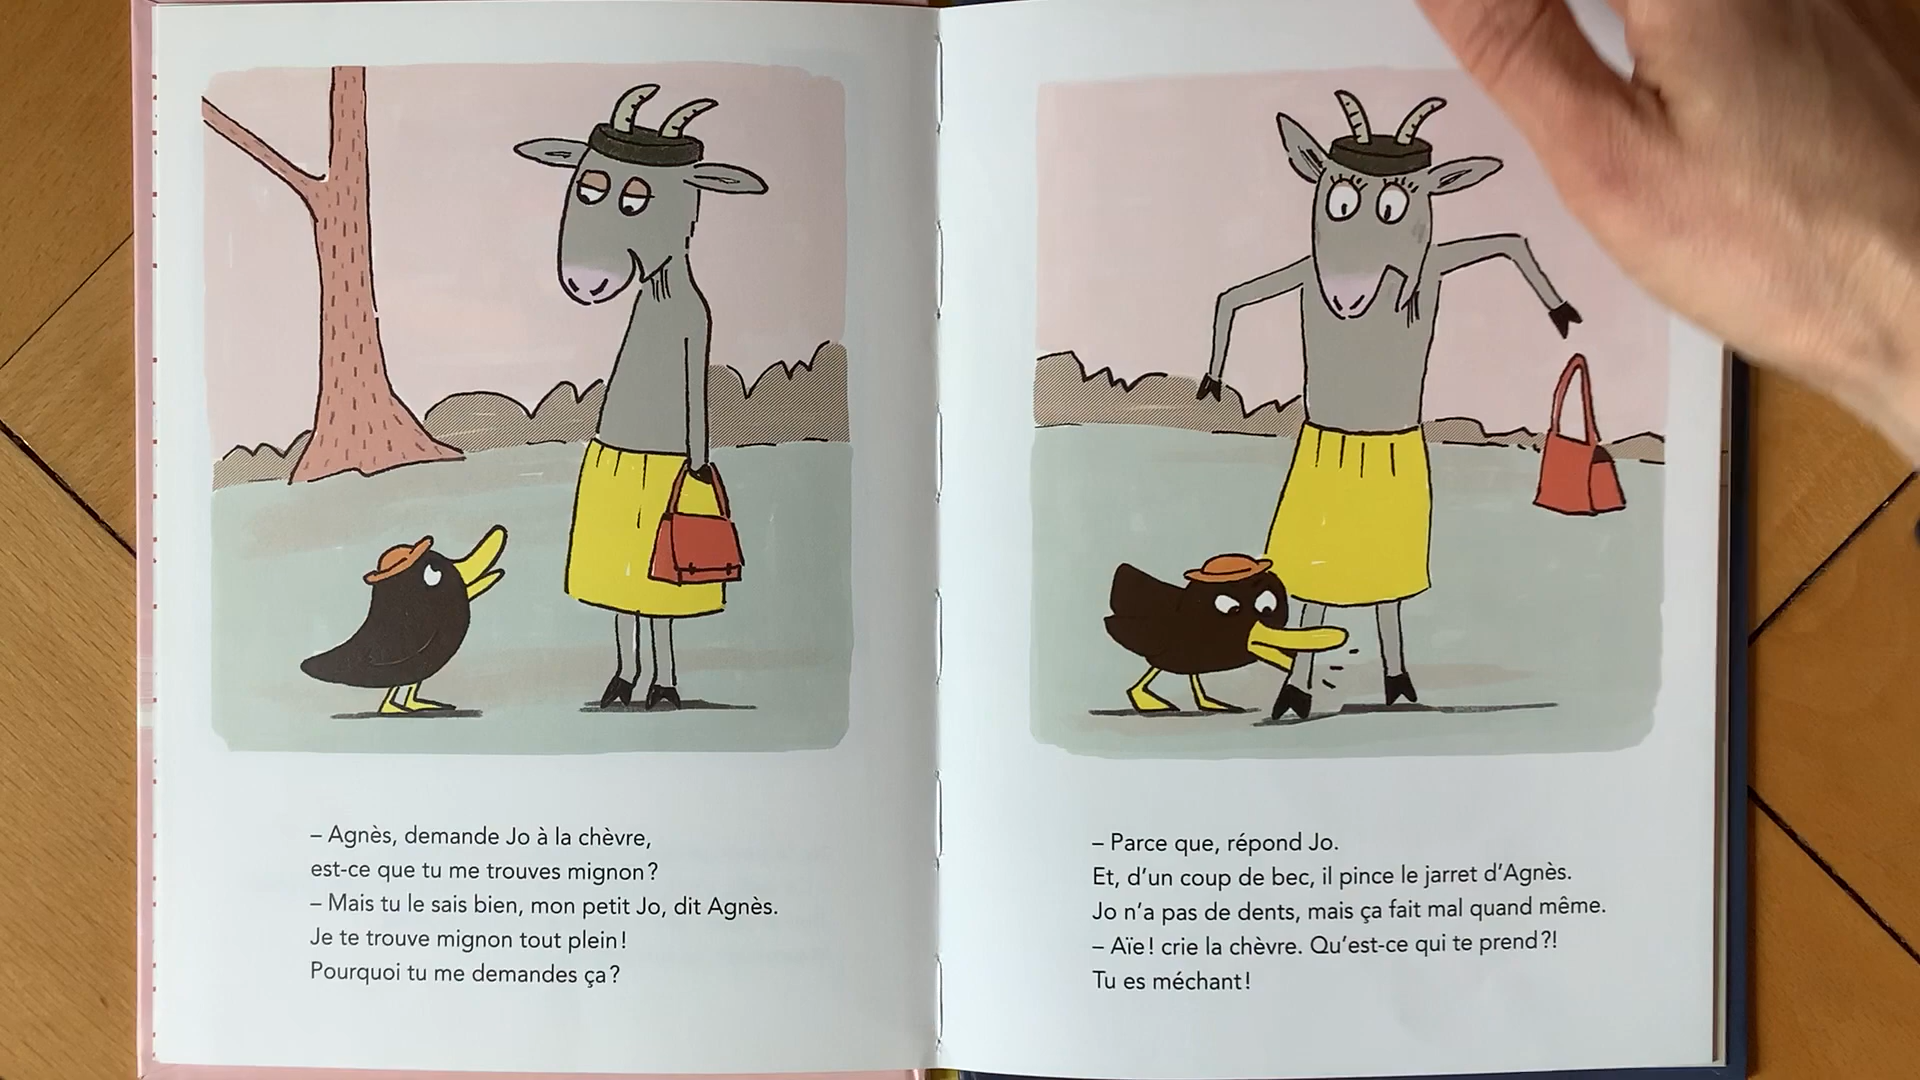 – Agnès, demande Jo à la chèvre,
est-ce que tu me trouves mignon ?
– Mais tu le sais bien, mon petit Jo, dit Agnès.
Je te trouve mignon tout plein !
Pourquoi tu me demandes ça ?
– Parce que, répond Jo.
Et, d’un coup de bec, il pince le jarret d’Agnès.
Jo n’a pas de dents, mais ça fait mal quand même.
– Aïe ! crie la chèvre. Qu’est-ce qui te prend ?!
Tu es méchant !